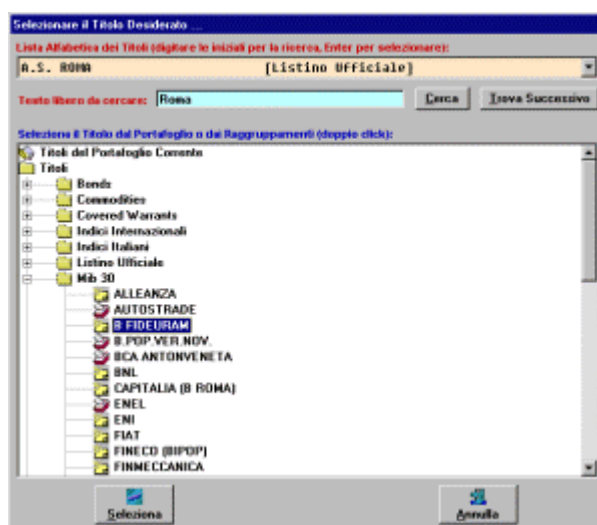 Selezionare il Titolo Desiderato ...
Lista Alfabetica dei Titoli (digitare le iniziali per la ricerca, Enter per selezionare):
A.S. ROMA [Listino Ufficiale]
Testo libero da cercare: Roma Cerca Trova Successivo
Seleziona il Titolo dal Portafoglio o dai Raggruppamenti (doppio click):
Titoli del Portafoglio Corrente
Titoli
Bonds
Commodities
Covered Warrants
Indici Internazionali
Indici Italiani
Listino Ufficiale
Mib 30
ALLEANZA
AUTOSTRADE
B FIDEURAM
B.POP.VER.NOV.
BCA ANTONVENETA
BNL
CAPITALIA (B ROMA)
ENEL
ENI
FIAT
FINECO (BIPOP)
FINMECCANICA
Seleziona Annulla